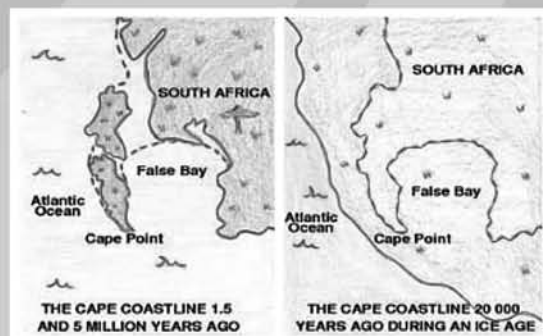 SOUTH AFRICA
False Bay
Atlantic
Ocean
Cape Point
THE CAPE COASTLINE 1.5
AND 5 MILLION YEARS AGO
SOUTH AFRICA
False Bay
Atlantic
Ocean
Cape Point
THE CAPE COASTLINE 20 000
YEARS AGO DURING AN ICE AGE